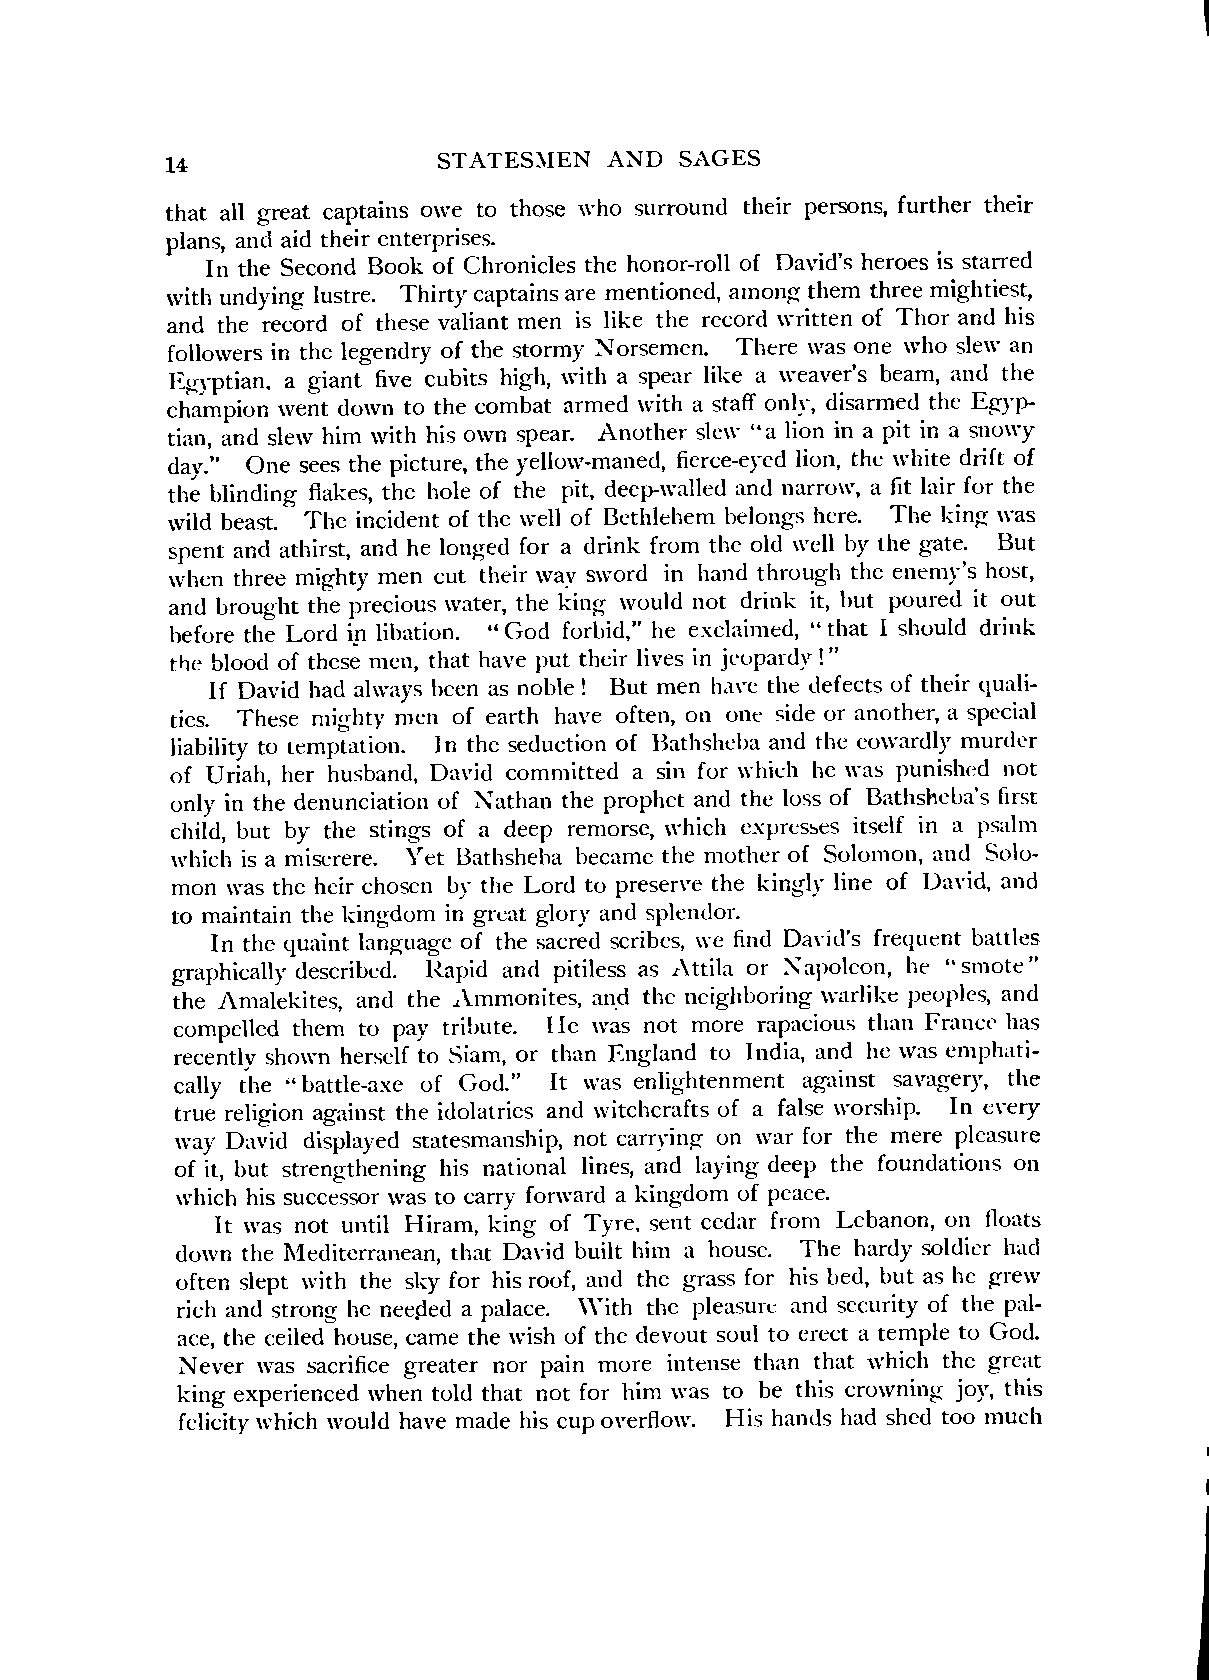 14 STATESMEN AND SAGES
that all great captains owe to those who surround their persons, further their
plans, and aid their enterprises.
In the Second Book of Chronicles the honor-roll of David's heroes is starred
with undying lustre. Thirty captains are mentioned, among them three mightiest,
and the record of these valiant men is like the record written of Thor and his
followers in the legendry of the stormy Norsemen. There was one who slew an
Egyptian, a giant five cubits high, with a spear like a weaver's beam, and the
champion went down to the combat armed with a staff only, disarmed the Egyp-
tian, and slew him with his own spear. Another slew "a lion in a pit in a snowy
day." One sees the picture, the yellow-maned, fierce-eyed lion, the white drift of
the blinding flakes, the hole of the pit, deep-walled and narrow, a fit lair for the
wild beast. The incident of the well of Bethlehem belongs here. The king was
spent and athirst, and he longed for a drink from the old well by the gate. But
when three mighty men cut their way sword in hand through the enemy's host,
and brought the precious water, the king would not drink it, but poured it out
before the Lord in libation. "God forbid," he exclaimed, "that I should drink
the blood of these men, that have put their lives in jeopardy!"
If David had always been as noble! But men have the defects of their quali-
ties. These mighty men of earth have often, on one side or another, a special
liability to temptation. In the seduction of Bathsheba and the cowardly murder
of Uriah, her husband, David committed a sin for which he was punished not
only in the denunciation of Nathan the prophet and the loss of Bathsheba's first
child, but by the stings of a deep remorse, which expresses itself in a psalm
which is a miserere. Yet Bathsheba became the mother of Solomon, and Solo-
mon was the heir chosen by the Lord to preserve the kingly line of David, and
to maintain the kingdom in great glory and splendor.
In the quaint language of the sacred scribes, we find David's frequent battles
graphically described. Rapid and pitiless as Attila or Napoleon, he "smote"
the Amalekites, and the Ammonites, and the neighboring warlike peoples, and
compelled them to pay tribute. He was not more rapacious than France has
recently shown herself to Siam, or than England to India, and he was emphati-
cally the "battle-axe of God." It was enlightenment against savagery, the
true religion against the idolatries and witchcrafts of a false worship. In every
way David displayed statesmanship, not carrying on war for the mere pleasure
of it, but strengthening his national lines, and laying deep the foundations on
which his successor was to carry forward a kingdom of peace.
It was not until Hiram, king of Tyre, sent cedar from Lebanon, on floats
down the Mediterranean, that David built him a house. The hardy soldier had
often slept with the sky for his roof, and the grass for his bed, but as he grew
rich and strong he needed a palace. With the pleasure and security of the pal-
ace, the ceiled house, came the wish of the devout soul to erect a temple to God.
Never was sacrifice greater nor pain more intense than that which the great
king experienced when told that not for him was to be this crowning joy, this
felicity which would have made his cup overflow. His hands had shed too much